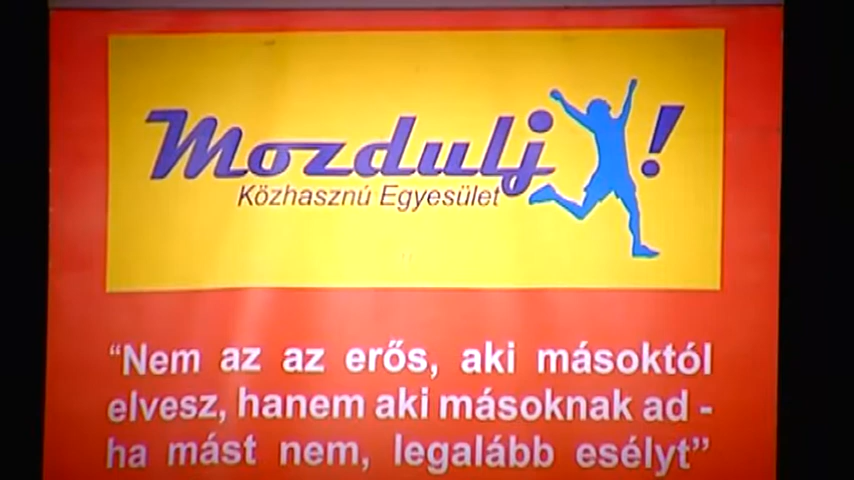 Mozdulj!
Közhasznú Egyesület
“Nem az az erős, aki másoktól
elvesz, hanem aki másoknak ad -
ha mást nem, legalább esélyt”